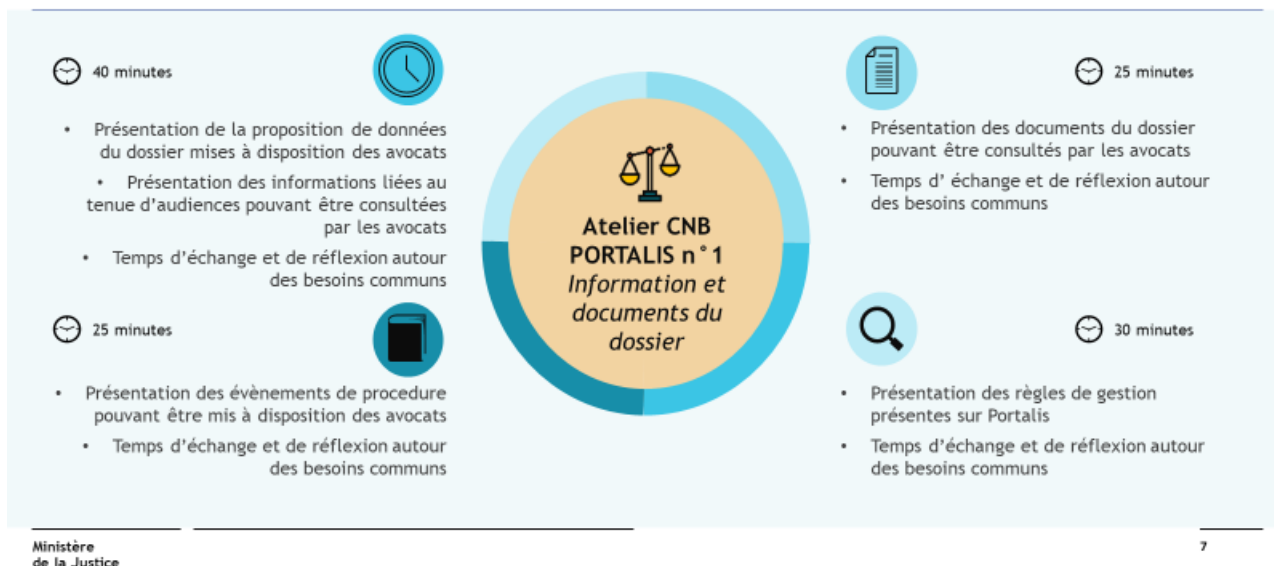 40 minutes
• Présentation de la proposition de données
du dossier mises à disposition des avocats
• Présentation des informations liées au
tenue d'audiences pouvant être consultées
par les avocats
• Temps d'échange et de réflexion autour
des besoins communs
25 minutes
• Présentation des évènements de procedure
pouvant être mis à disposition des avocats
• Temps d'échange et de réflexion autour
des besoins communs
Atelier CNB
PORTALIS n°1
Information et
documents du
dossier
25 minutes
• Présentation des documents du dossier
pouvant être consultés par les avocats
• Temps d' échange et de réflexion autour
des besoins communs
30 minutes
• Présentation des règles de gestion
présentes sur Portalis
• Temps d'échange et de réflexion autour
des besoins communs
Ministère
de la Justice
7